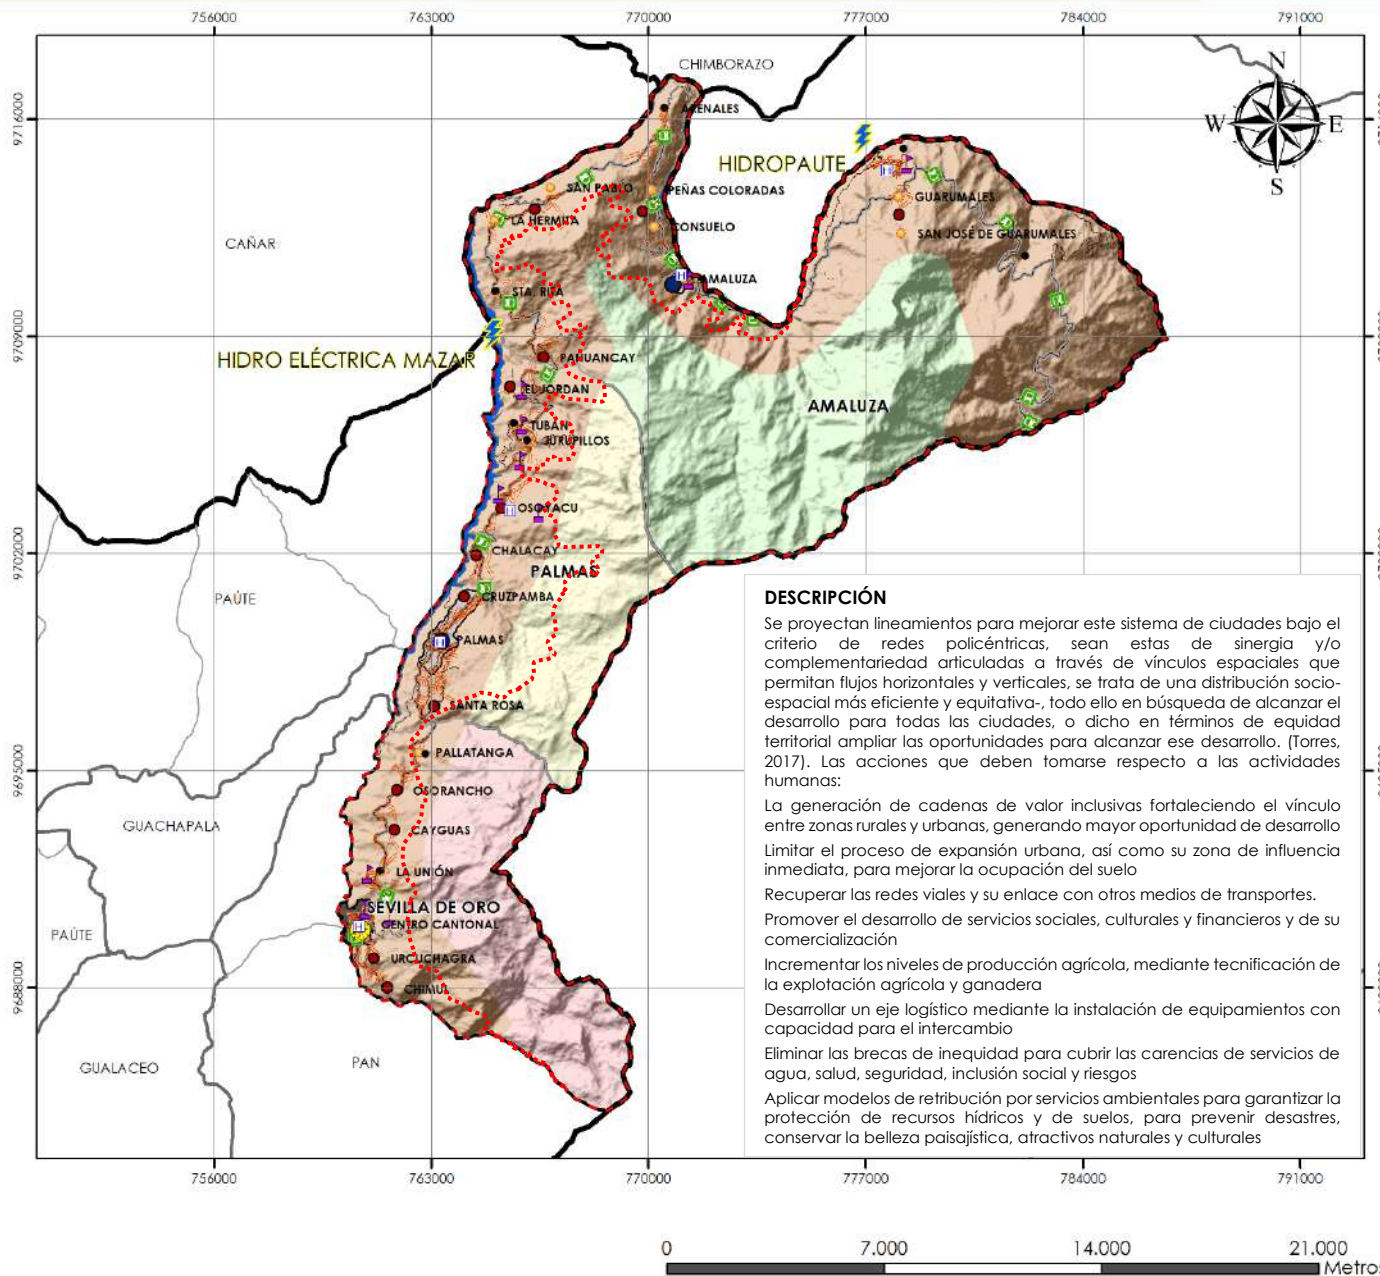 756000
763000
770000
777000
784000
791000
CHIMBORAZO
N
W
E
S
9716000
ARENALES
HIDROPAUTE
SAN PABLO
PEÑAS COLORADAS
GUARUMALES
LA HERMITA
CONSUELO
SAN JOSÉ DE GUARUMALES
CAÑAR
AMALUZA
STA. RITA
9709000
HIDRO ELÉCTRICA MAZAR
PAHUANCAY
EL JORDAN
AMALUZA
TUBAN
JURUPILLOS
OSOYACU
9702000
CHALACAY
PALMAS
CRUZPAMBA
PAÚTE
PALMAS
SANTA ROSA
PALLATANGA
9695000
OSORANCHO
GUACHAPALA
CAYGUAS
LA UNIÓN
SEVILLA DE ORO
CENTRO CANTONAL
PAÚTE
URCUCHAGRA
9688000
CHIMUL
GUALACEO
PAN
DESCRIPCIÓN
Se proyectan lineamientos para mejorar este sistema de ciudades bajo el
criterio de redes policéntricas, sean estas de sinergia y/o
complementariedad articuladas a través de vínculos espaciales que
permitan flujos horizontales y verticales, se trata de una distribución socio-
espacial más eficiente y equitativa-, todo ello en búsqueda de alcanzar el
desarrollo para todas las ciudades, o dicho en términos de equidad
territorial ampliar las oportunidades para alcanzar ese desarrollo. (Torres,
2017). Las acciones que deben tomarse respecto a las actividades
humanas:
La generación de cadenas de valor inclusivas fortaleciendo el vínculo
entre zonas rurales y urbanas, generando mayor oportunidad de desarrollo
Limitar el proceso de expansión urbana, así como su zona de influencia
inmediata, para mejorar la ocupación del suelo
Recuperar las redes viales y su enlace con otros medios de transportes.
Promover el desarrollo de servicios sociales, culturales y financieros y de su
comercialización
Incrementar los niveles de producción agrícola, mediante tecnificación de
la explotación agrícola y ganadera
Desarrollar un eje logístico mediante la instalación de equipamientos con
capacidad para el intercambio
Eliminar las brecas de inequidad para cubrir las carencias de servicios de
agua, salud, seguridad, inclusión social y riesgos
Aplicar modelos de retribución por servicios ambientales para garantizar la
protección de recursos hídricos y de suelos, para prevenir desastres,
conservar la belleza paisajística, atractivos naturales y culturales
756000
763000
770000
777000
784000
791000
0
7.000
14.000
21.000
Metros